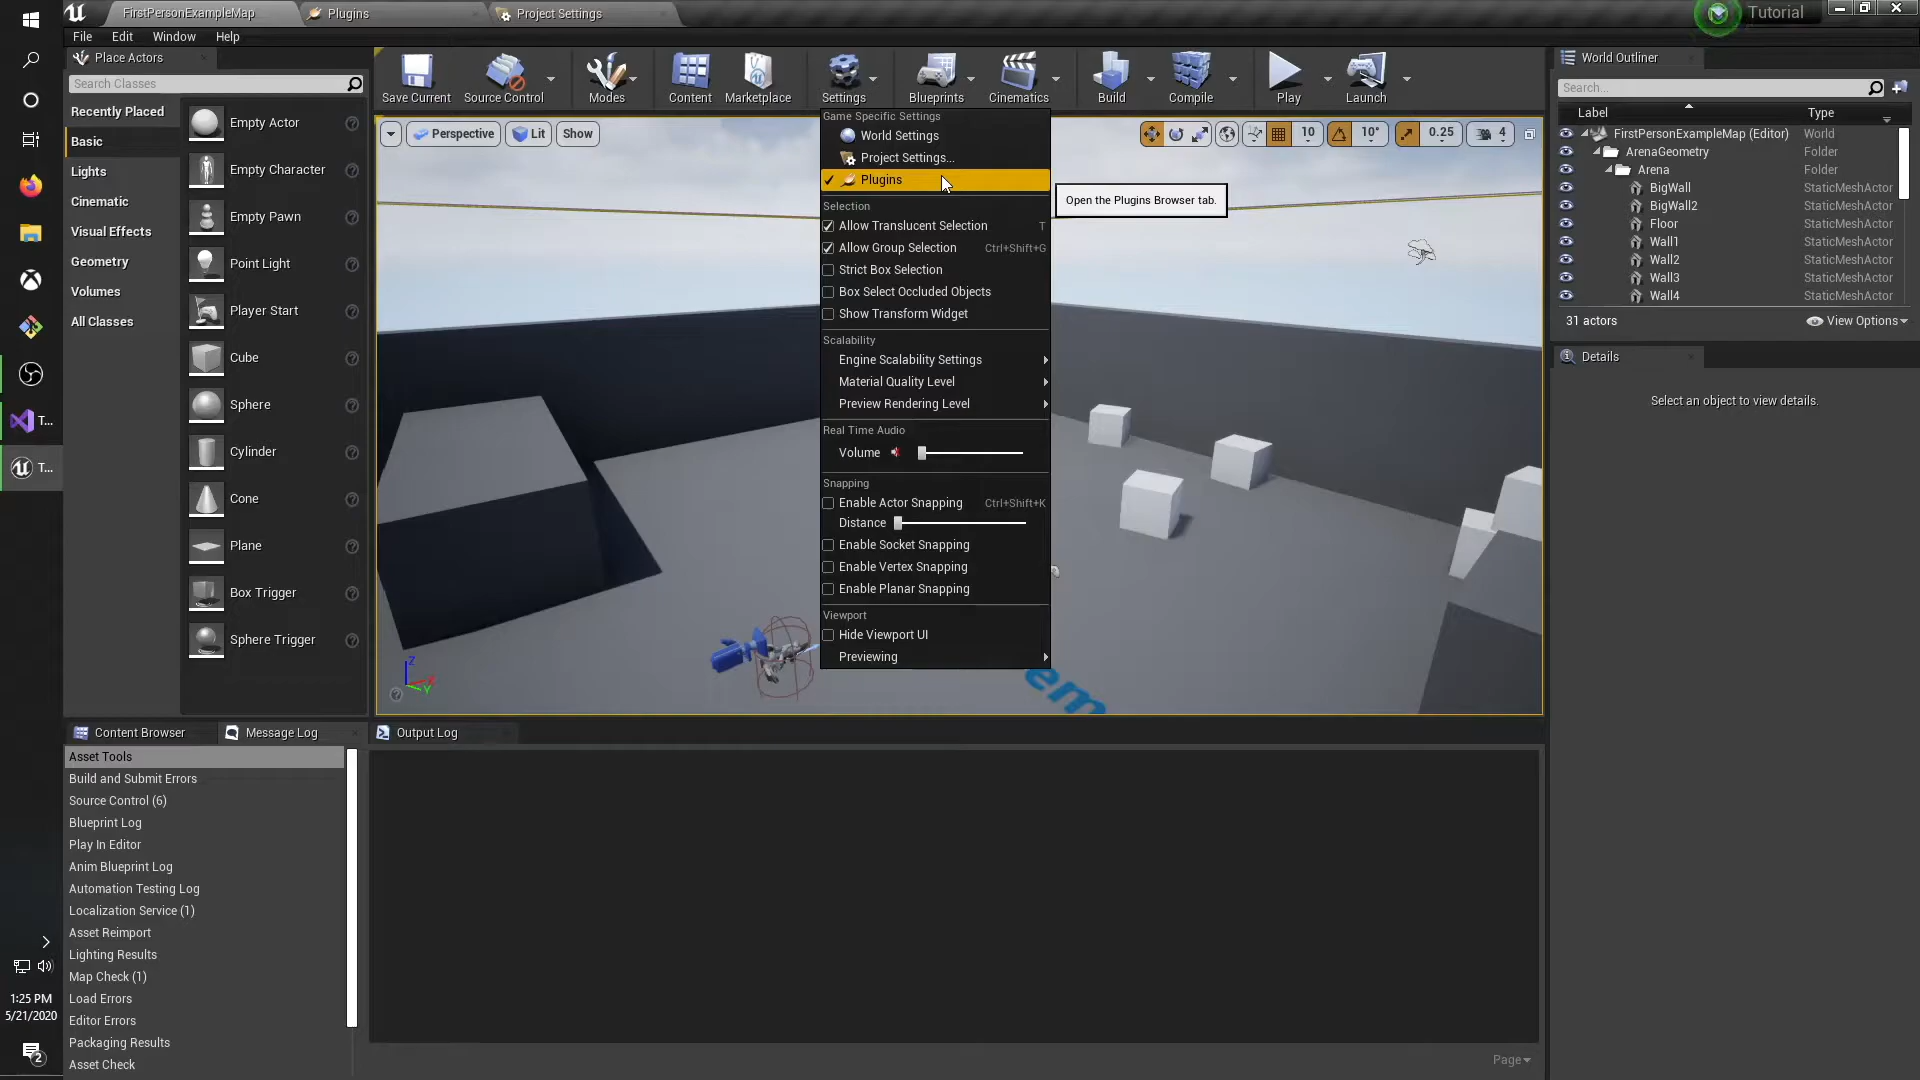 FirstPersonExampleMap
Plugins
Project Settings
Tutorial
File Edit Window Help
Place Actors
Search Classes
Recently Placed
Basic
Lights
Cinematic
Visual Effects
Geometry
Volumes
All Classes
Empty Actor
Empty Character
Empty Pawn
Point Light
Player Start
Cube
Sphere
Cylinder
Cone
Plane
Box Trigger
Sphere Trigger
Save Current
Source Control
Modes
Content
Marketplace
Settings
Blueprints
Cinematics
Build
Compile
Play
Launch
Perspective
Lit
Show
10
10°
0.25
4
Game Specific Settings
World Settings
Project Settings...
Plugins
Open the Plugins Browser tab.
Selection
Allow Translucent Selection T
Allow Group Selection Ctrl+Shift+G
Strict Box Selection
Box Select Occluded Objects
Show Transform Widget
Scalability
Engine Scalability Settings
Material Quality Level
Preview Rendering Level
Real Time Audio
Volume
Snapping
Enable Actor Snapping Ctrl+Shift+K
Distance
Enable Socket Snapping
Enable Vertex Snapping
Enable Planar Snapping
Viewport
Hide Viewport UI
Previewing
Z
X
Y
World Outliner
Search...
Label Type
FirstPersonExampleMap (Editor) World
ArenaGeometry Folder
Arena Folder
BigWall StaticMeshActor
BigWall2 StaticMeshActor
Floor StaticMeshActor
Wall1 StaticMeshActor
Wall2 StaticMeshActor
Wall3 StaticMeshActor
Wall4 StaticMeshActor
31 actors
View Options
Details
Select an object to view details.
Content Browser
Message Log
Output Log
Asset Tools
Build and Submit Errors
Source Control (6)
Blueprint Log
Play In Editor
Anim Blueprint Log
Automation Testing Log
Localization Service (1)
Asset Reimport
Lighting Results
Map Check (1)
Load Errors
Editor Errors
Packaging Results
Asset Check
Page
T...
T...
1:25 PM
5/21/2020
2